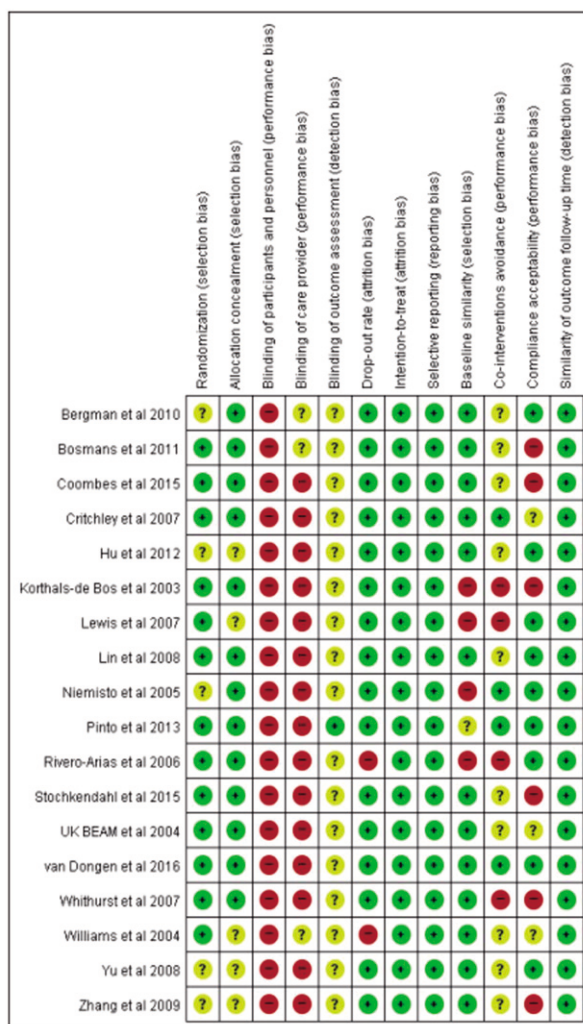 Randomization (selection bias)
Allocation concealment (selection bias)
Blinding of participants and personnel (performance bias)
Blinding of care provider (performance bias)
Blinding of outcome assessment (detection bias)
Drop-out rate (attrition bias)
Intention-to-treat (attrition bias)
Selective reporting (reporting bias)
Baseline similarity (selection bias)
Co-interventions avoidance (performance bias)
Compliance acceptability (performance bias)
Similarity of outcome follow-up time (detection bias)
Bergman et al 2010 ? + - ? ? + + + + ? + +
Bosmans et al 2011 + + - ? ? + + + + ? - +
Coombes et al 2015 + + - - ? + + + + ? - +
Critchley et al 2007 + + - - ? + + + + + ? +
Hu et al 2012 ? ? - - ? + + + + ? + +
Korthals-de Bos et al 2003 + + - - ? + + + - - - +
Lewis et al 2007 + ? - - ? + + + - - + +
Lin et al 2008 + + - - ? + + + + ? + +
Niemisto et al 2005 ? + - - ? + + + - + + +
Pinto et al 2013 + + - - + + + + ? + + +
Rivero-Arias et al 2006 + + - - ? - + + - - + +
Stochkendahl et al 2015 + + - - ? + + + + ? - +
UK BEAM et al 2004 + + - - ? + + + + ? ? +
van Dongen et al 2016 + + - - ? + + + + + + +
Whithurst et al 2007 + + - - ? + + + + - - +
Williams et al 2004 + ? - ? ? - + + + ? ? +
Yu et al 2008 ? ? - - ? + + + + ? + +
Zhang et al 2009 ? ? - - ? + + + + ? - +